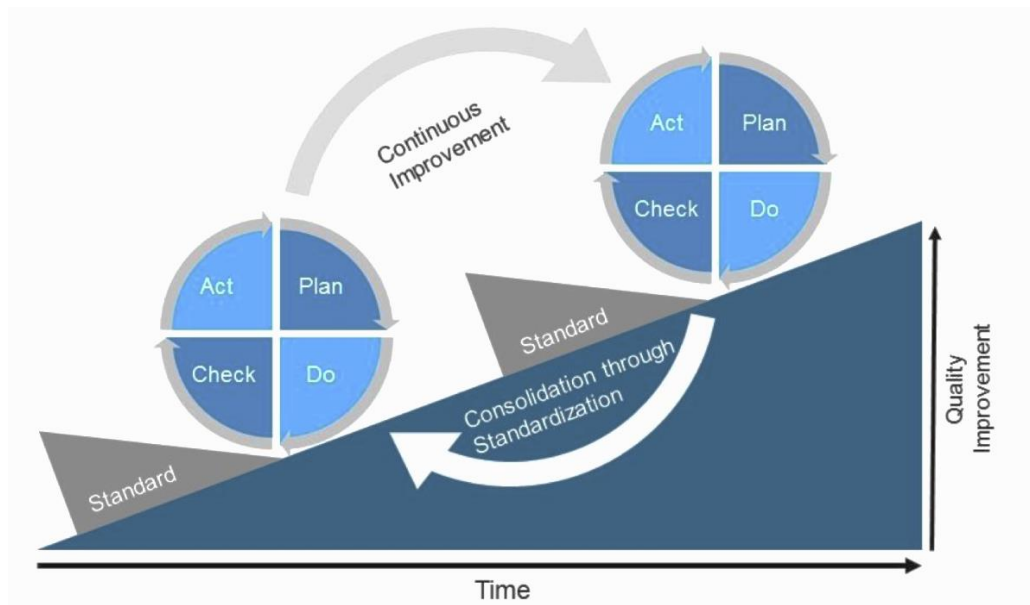 Continuous
Improvement
Act
Plan
Check
Do
Act
Plan
Check
Do
Standard
Standard
Consolidation through
Standardization
Quality
Improvement
Time